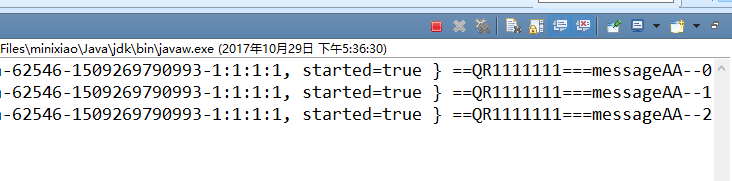 Files\minixiao\Java\jdk\bin\javaw.exe (2017年10月29日 下午5:36:30)
-62546-1509269790993-1:1:1:1, started=true } ==QR1111111===messageAA--0
-62546-1509269790993-1:1:1:1, started=true } ==QR1111111===messageAA--1
-62546-1509269790993-1:1:1:1, started=true } ==QR1111111===messageAA--2